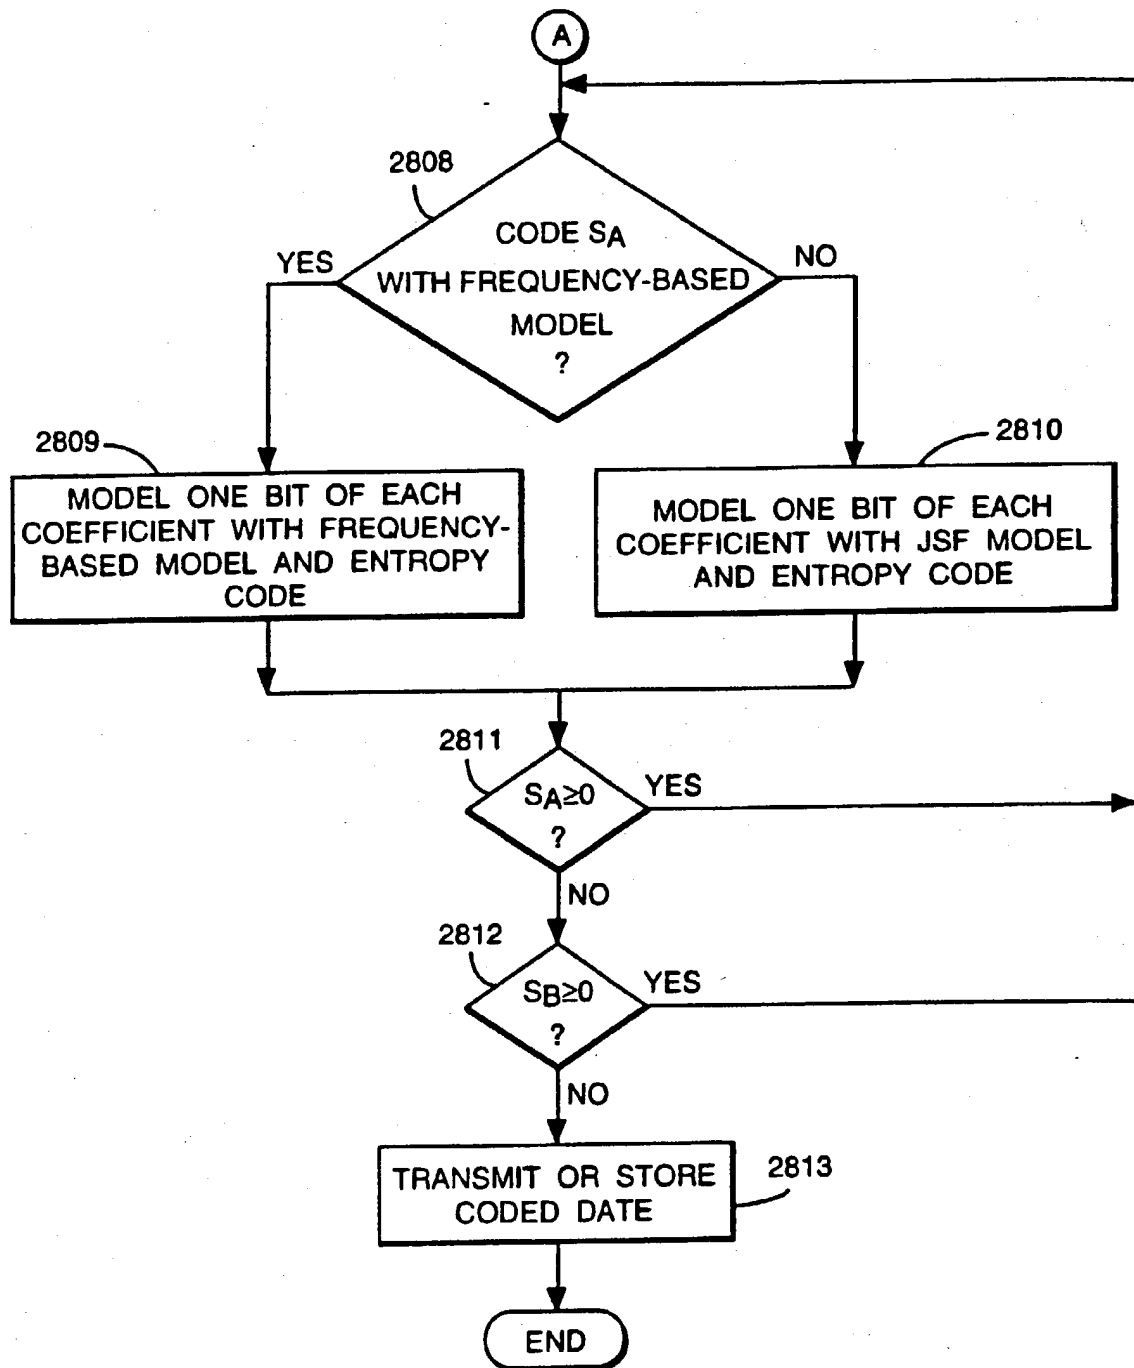 A
2808
CODE SA
YES
NO
WITH FREQUENCY-BASED
MODEL
?
2809
2810
MODEL ONE BIT OF EACH
COEFFICIENT WITH FREQUENCY-
BASED MODEL AND ENTROPY
CODE
MODEL ONE BIT OF EACH
COEFFICIENT WITH JSF MODEL
AND ENTROPY CODE
2811
SA≥0
?
YES
NO
2812
SB≥0
?
YES
NO
TRANSMIT OR STORE
CODED DATE
2813
END